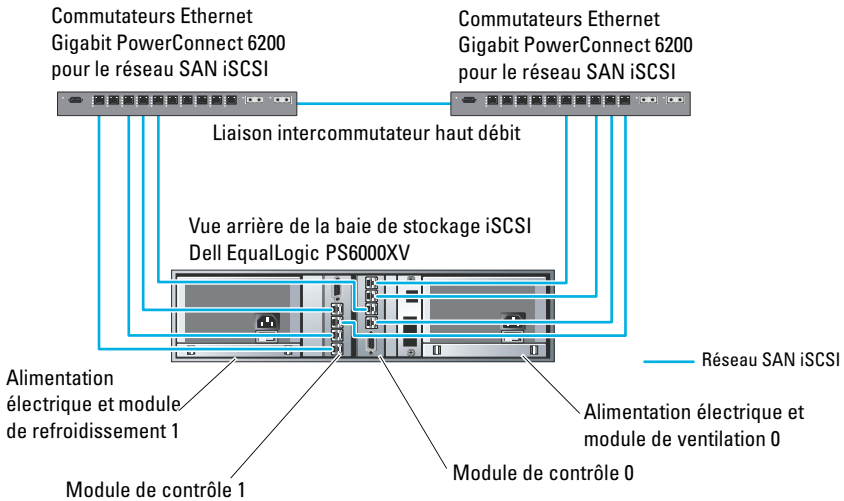 Commutateurs Ethernet
Gigabit PowerConnect 6200
pour le réseau SAN iSCSI
Commutateurs Ethernet
Gigabit PowerConnect 6200
pour le réseau SAN iSCSI
Liaison intercommutateur haut débit
Vue arrière de la baie de stockage iSCSI
Dell EqualLogic PS6000XV
Réseau SAN iSCSI
Alimentation
électrique et module
de refroidissement 1
Alimentation électrique et
module de ventilation 0
Module de contrôle 0
Module de contrôle 1